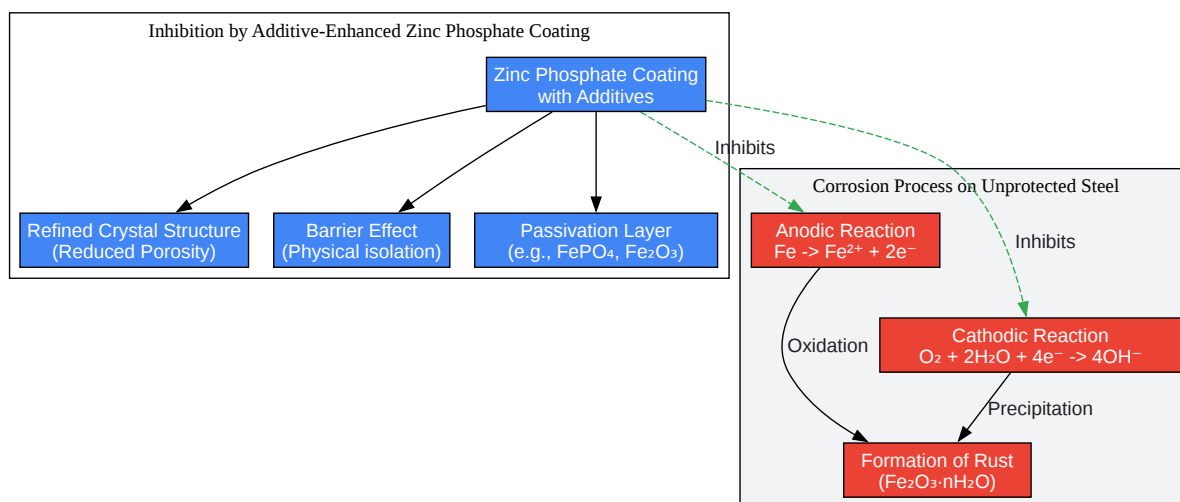 Inhibition by Additive-Enhanced Zinc Phosphate Coating
Zinc Phosphate Coating
with Additives
Inhibits
Refined Crystal Structure
(Reduced Porosity)
Barrier Effect
(Physical isolation)
Passivation Layer
(e.g., FePO₄, Fe₂O₃)
Corrosion Process on Unprotected Steel
Anodic Reaction
Fe -> Fe²⁺ + 2e⁻
Inhibits
Oxidation
Cathodic Reaction
O₂ + 2H₂O + 4e⁻ -> 4OH⁻
Precipitation
Formation of Rust
(Fe₂O₃·nH₂O)